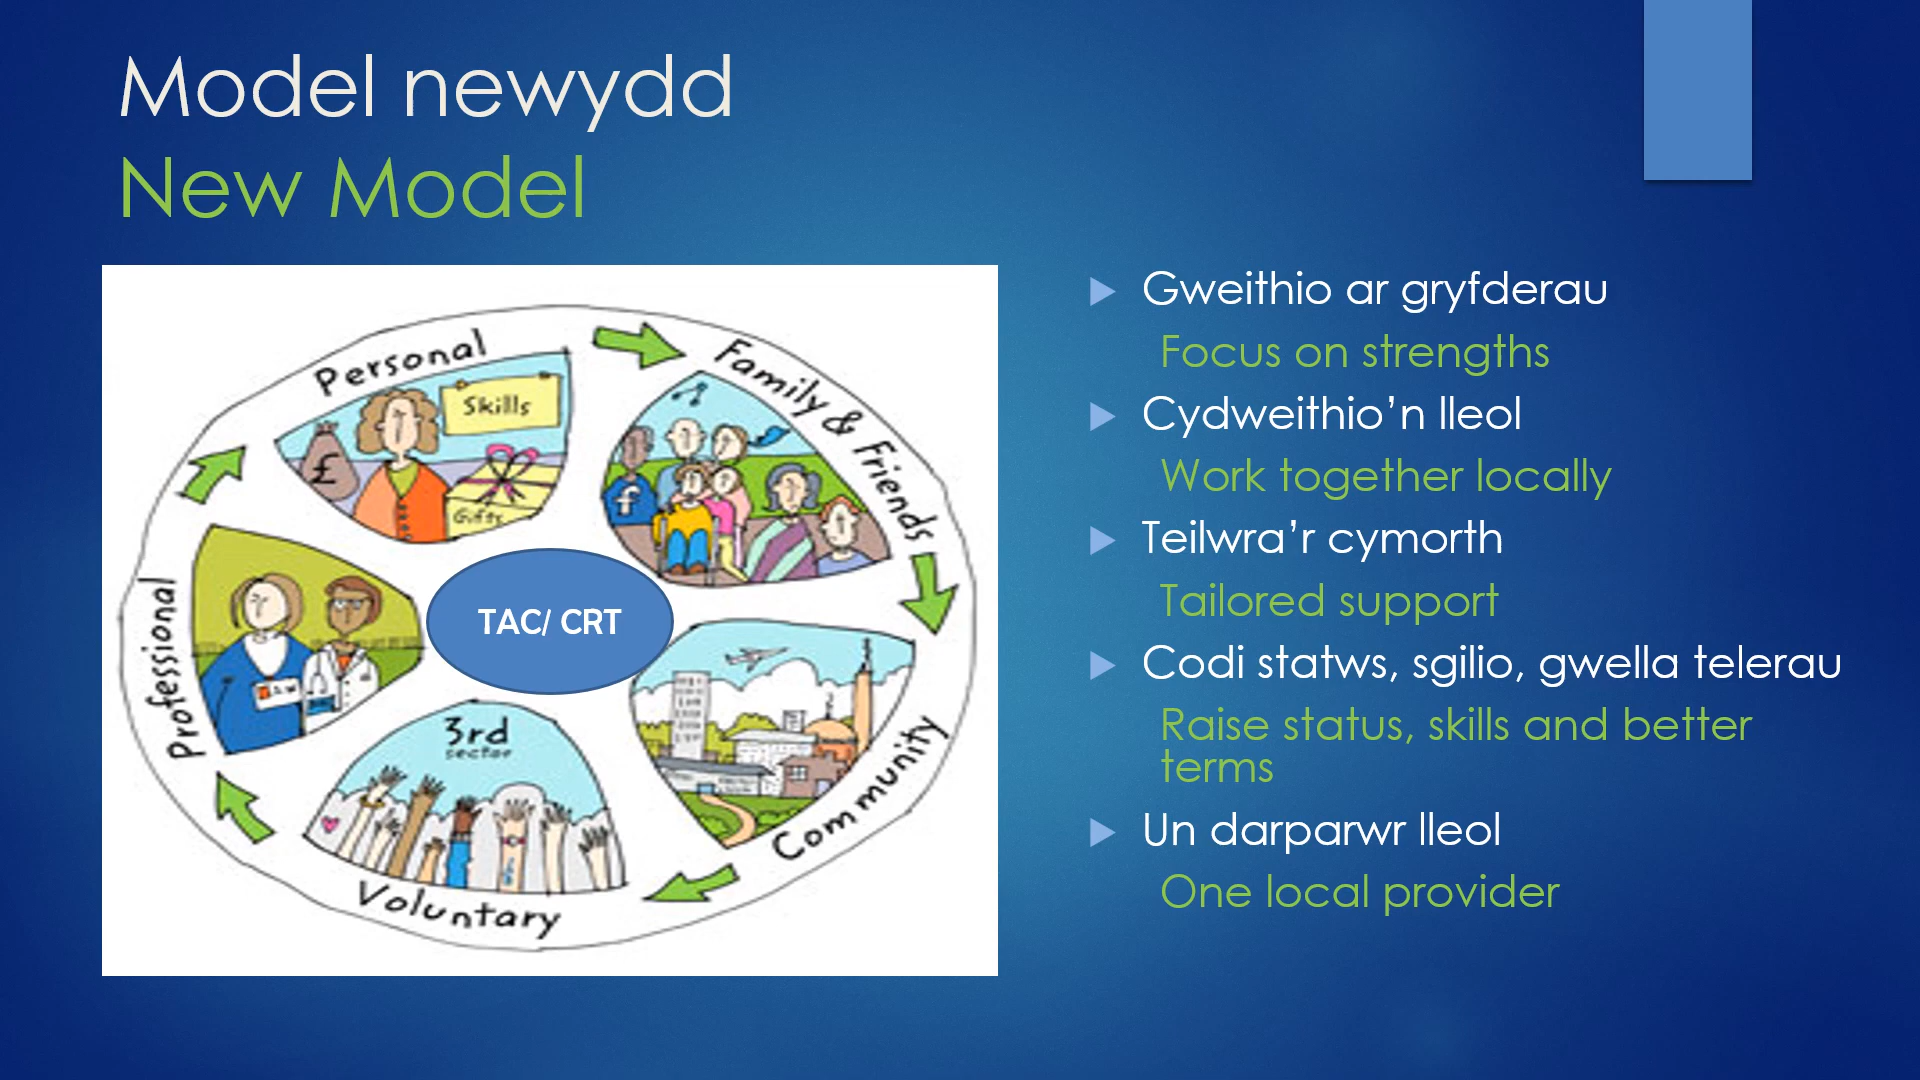 Model newydd
New Model
Personal
Skills
£
Gifts
Family & Friends
f
TAC/ CRT
Professional
3rd
sector
Voluntary
Community
Gweithio ar gryfderau
Focus on strengths
Cydweithio’n lleol
Work together locally
Teilwra’r cymorth
Tailored support
Codi statws, sgilio, gwella telerau
Raise status, skills and better
terms
Un darparwr lleol
One local provider